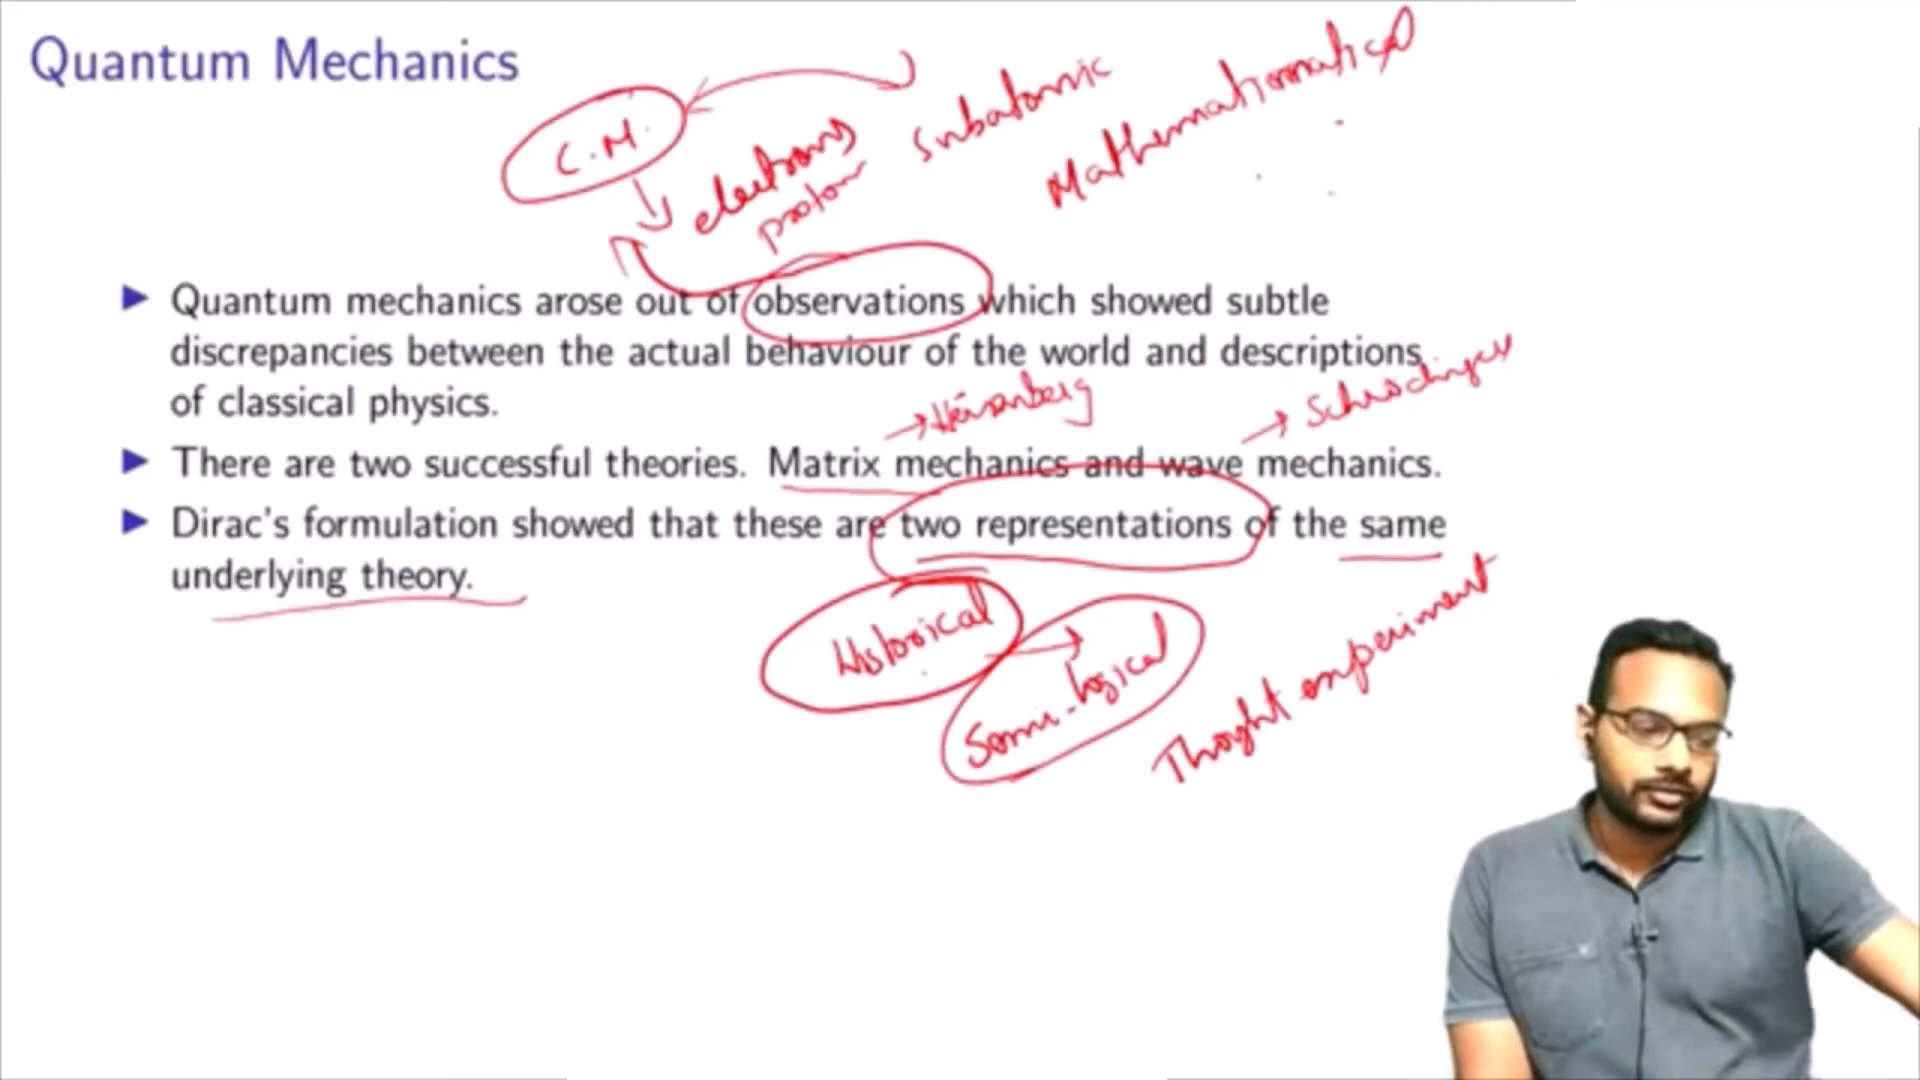 Quantum Mechanics
C.M.
electrons
proton
subatomic
Mathemathematical
Quantum mechanics arose out of observations which showed subtle
discrepancies between the actual behaviour of the world and descriptions
of classical physics.
→Heisenberg
→ Schrodinger
There are two successful theories. Matrix mechanics and wave mechanics.
Dirac's formulation showed that these are two representations of the same
underlying theory.
Historical
Semi-logical
Thoght experiment